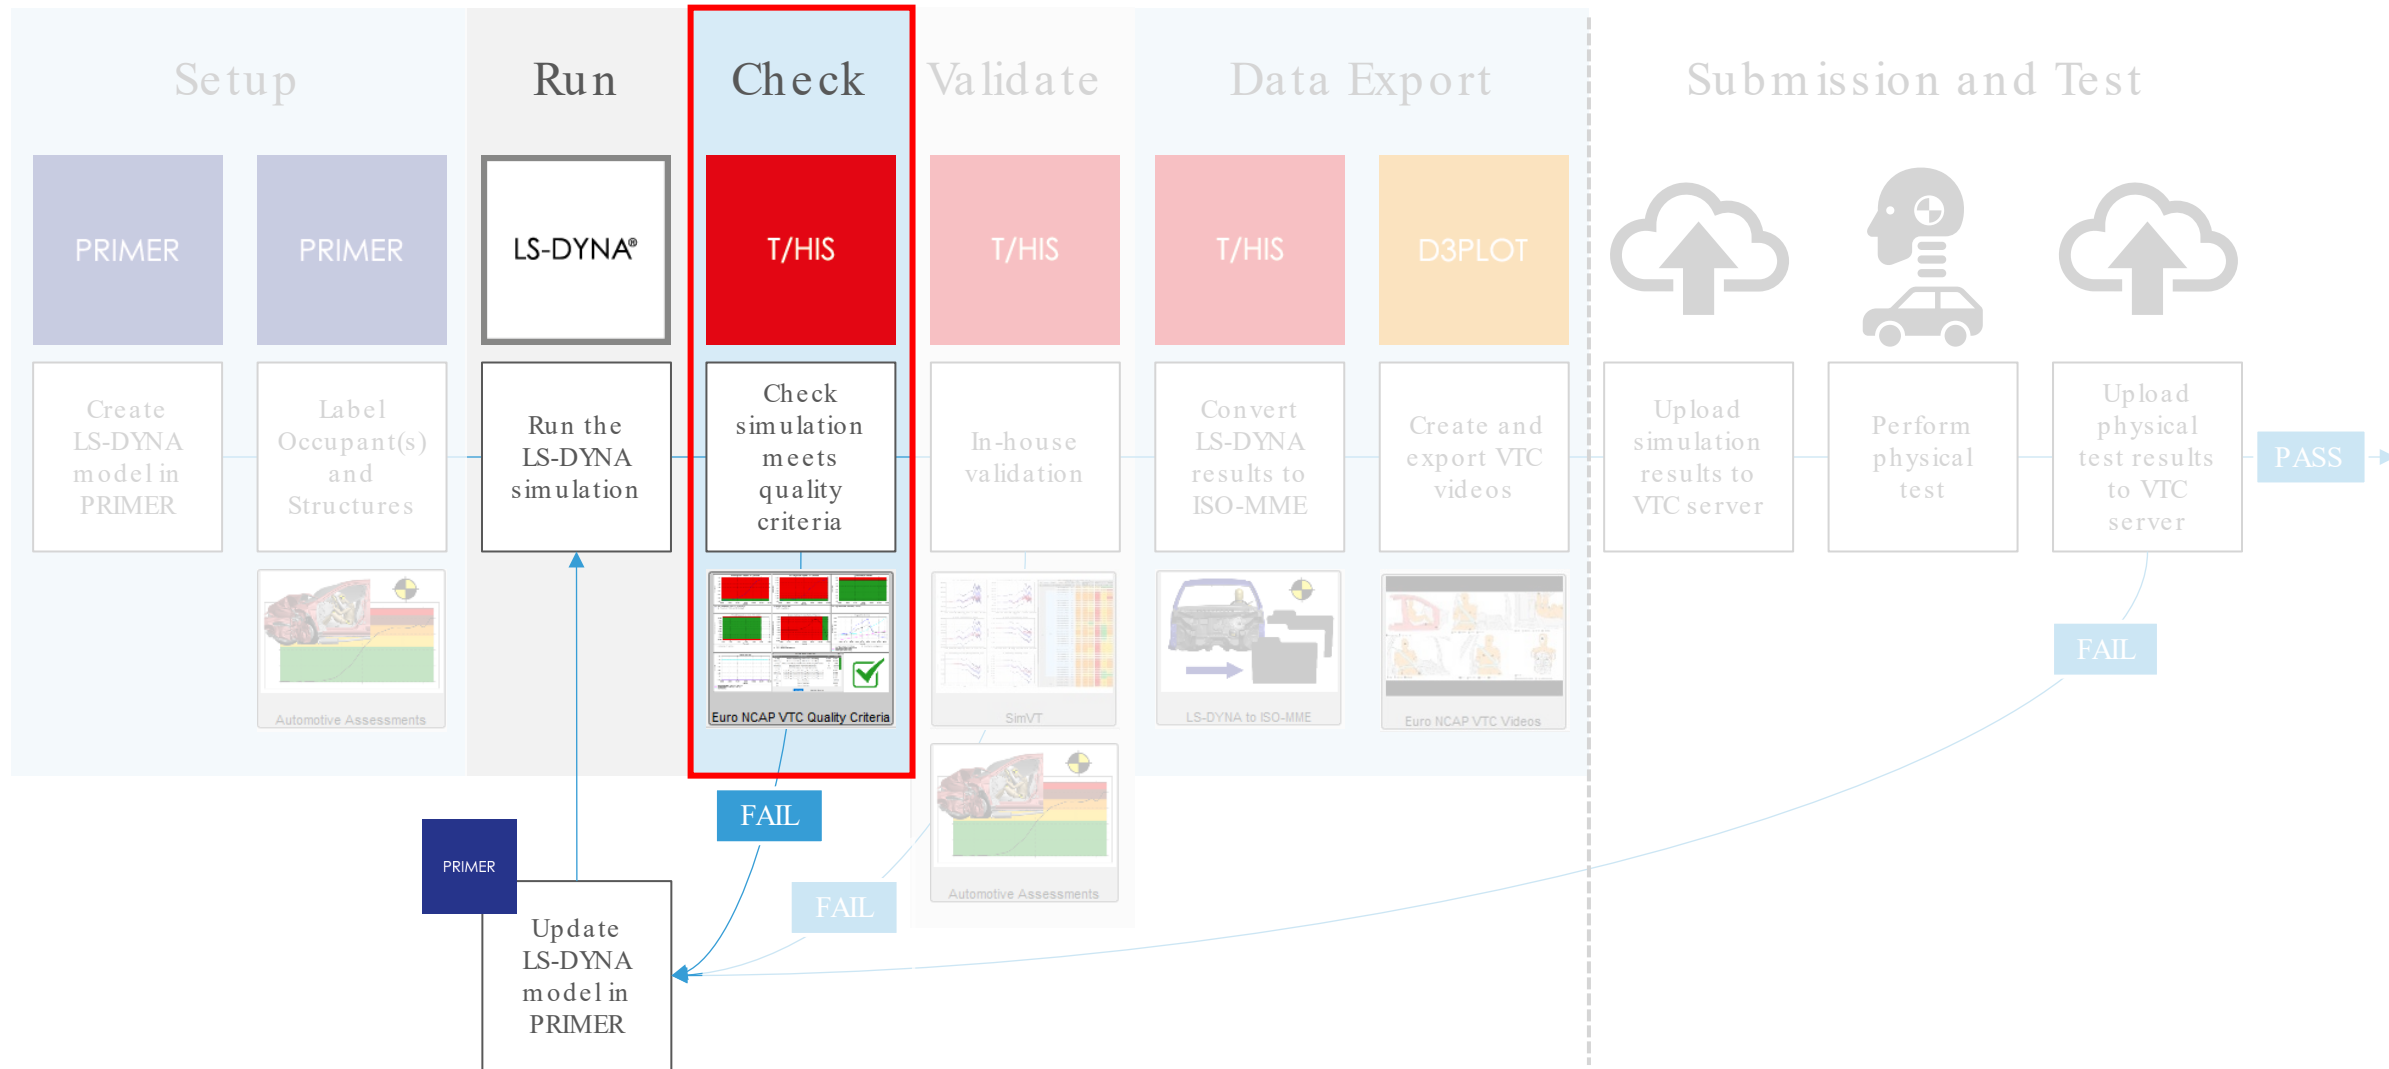 Setup
Run
Check
Validate
Data Export
Submission and Test
PRIMER
PRIMER
LS-DYNA®
T/HIS
T/HIS
T/HIS
D3PLOT
Create
LS-DYNA
model in
PRIMER
Label
Occupant(s)
and
Structures
Run the
LS-DYNA
simulation
Check
simulation
meets
quality
criteria
In-house
validation
Convert
LS-DYNA
results to
ISO-MME
Create and
export VTC
videos
Upload
simulation
results to
VTC server
Perform
physical
test
Upload
physical
test results
to VTC
server
PASS
Automotive Assessments
Euro NCAP VTC Quality Criteria
SimVT
LS-DYNA to ISO-MME
Euro NCAP VTC Videos
FAIL
Automotive Assessments
FAIL
FAIL
PRIMER
Update
LS-DYNA
model in
PRIMER